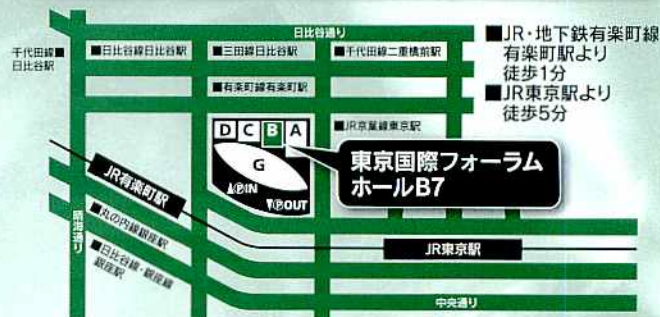 日比谷通り
■JR・地下鉄有楽町線
有楽町駅より
徒歩1分
■JR東京駅より
徒歩5分
千代田線■
日比谷駅
■日比谷線日比谷駅
■三田線日比谷駅
■千代田線二重橋前駅
■有楽町線有楽町駅
D C B A
■JR京葉線東京駅
G
東京国際フォーラム
ホールB7
▲ⓅIN
▼ⓅOUT
JR有楽町駅
晴海通り
■丸の内線銀座駅
■日比谷線・銀座線
銀座駅
JR東京駅
中央通り